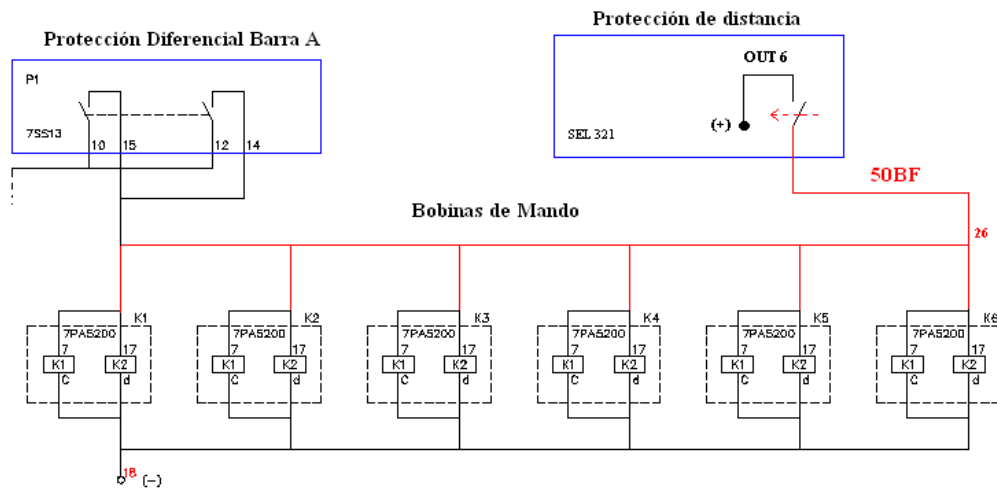 Protección de distancia
Protección Diferencial Barra A
P1
OUT 6
(+)
7SS13
SEL 321
10 15 12 14
50BF
Bobinas de Mando
26
K1 K2 K3 K4 K5 K6
7PA5200 7PA5200 7PA5200 7PA5200 7PA5200 7PA5200
7 17 7 17 7 17 7 17 7 17 7 17
K1 K2 K1 K2 K1 K2 K1 K2 K1 K2 K1 K2
C d C d C d C d C d C d
18 (-)